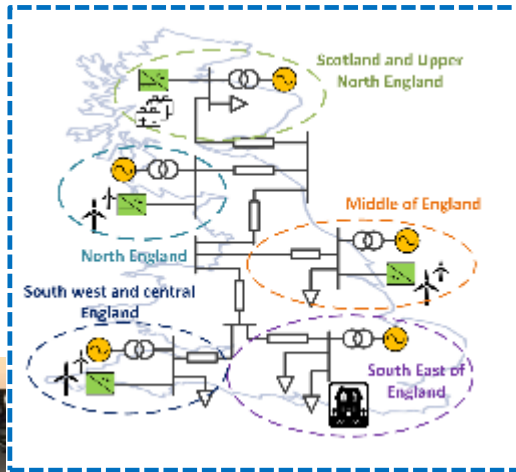 Scotland and Upper
North England
Middle of England
North England
South west and central
England
South East of
England